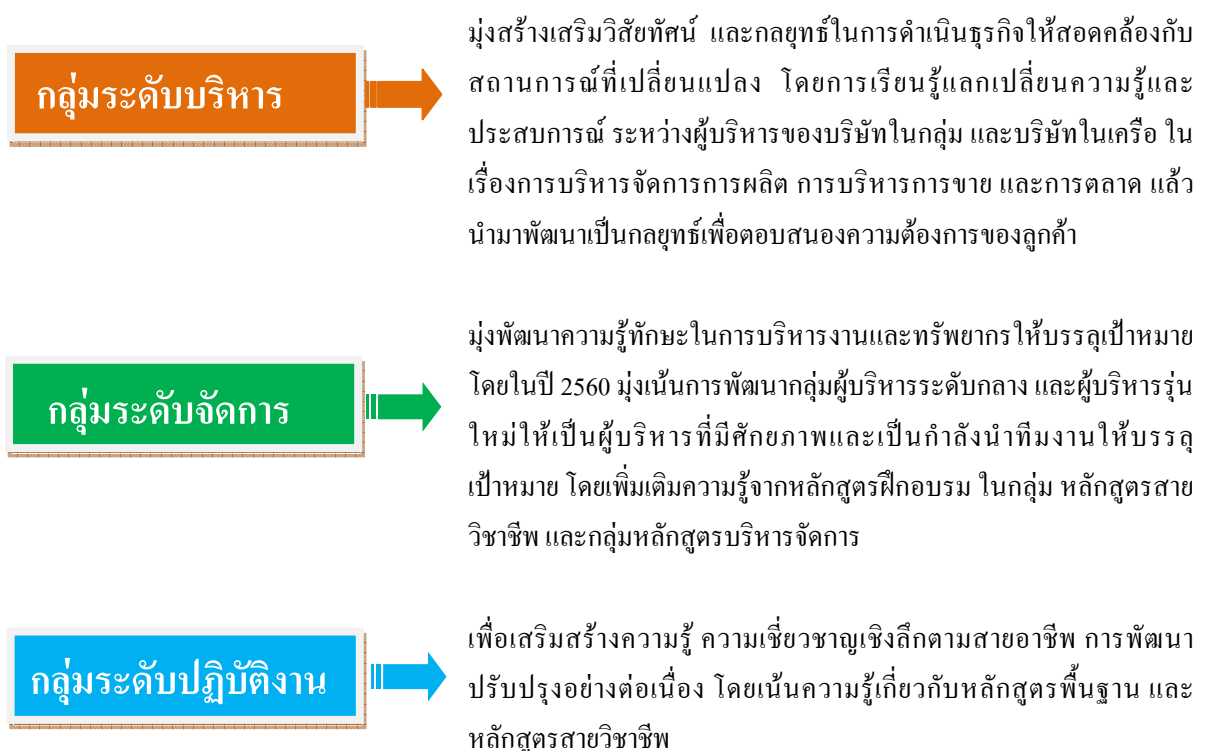 กลุ่มระดับบริหาร
มุ่งสร้างเสริมวิสัยทัศน์ และกลยุทธ์ในการดำเนินธุรกิจให้สอดคล้องกับ
สถานการณ์ที่เปลี่ยนแปลง โดยการเรียนรู้แลกเปลี่ยนความรู้และ
ประสบการณ์ ระหว่างผู้บริหารของบริษัทในกลุ่ม และบริษัทในเครือ ใน
เรื่องการบริหารจัดการการผลิต การบริหารการขาย และการตลาด แล้ว
นำมาพัฒนาเป็นกลยุทธ์เพื่อตอบสนองความต้องการของลูกค้า
กลุ่มระดับจัดการ
มุ่งพัฒนาความรู้ทักษะในการบริหารงานและทรัพยากรให้บรรลุเป้าหมาย
โดยในปี 2560 มุ่งเน้นการพัฒนากลุ่มผู้บริหารระดับกลาง และผู้บริหารรุ่น
ใหม่ให้เป็นผู้บริหารที่มีศักยภาพและเป็นกำลังนำทีมงานให้บรรลุ
เป้าหมาย โดยเพิ่มเติมความรู้จากหลักสูตรฝึกอบรม ในกลุ่ม หลักสูตรสาย
วิชาชีพ และกลุ่มหลักสูตรบริหารจัดการ
กลุ่มระดับปฏิบัติงาน
เพื่อเสริมสร้างความรู้ ความเชี่ยวชาญเชิงลึกตามสายอาชีพ การพัฒนา
ปรับปรุงอย่างต่อเนื่อง โดยเน้นความรู้เกี่ยวกับหลักสูตรพื้นฐาน และ
หลักสูตรสายวิชาชีพ